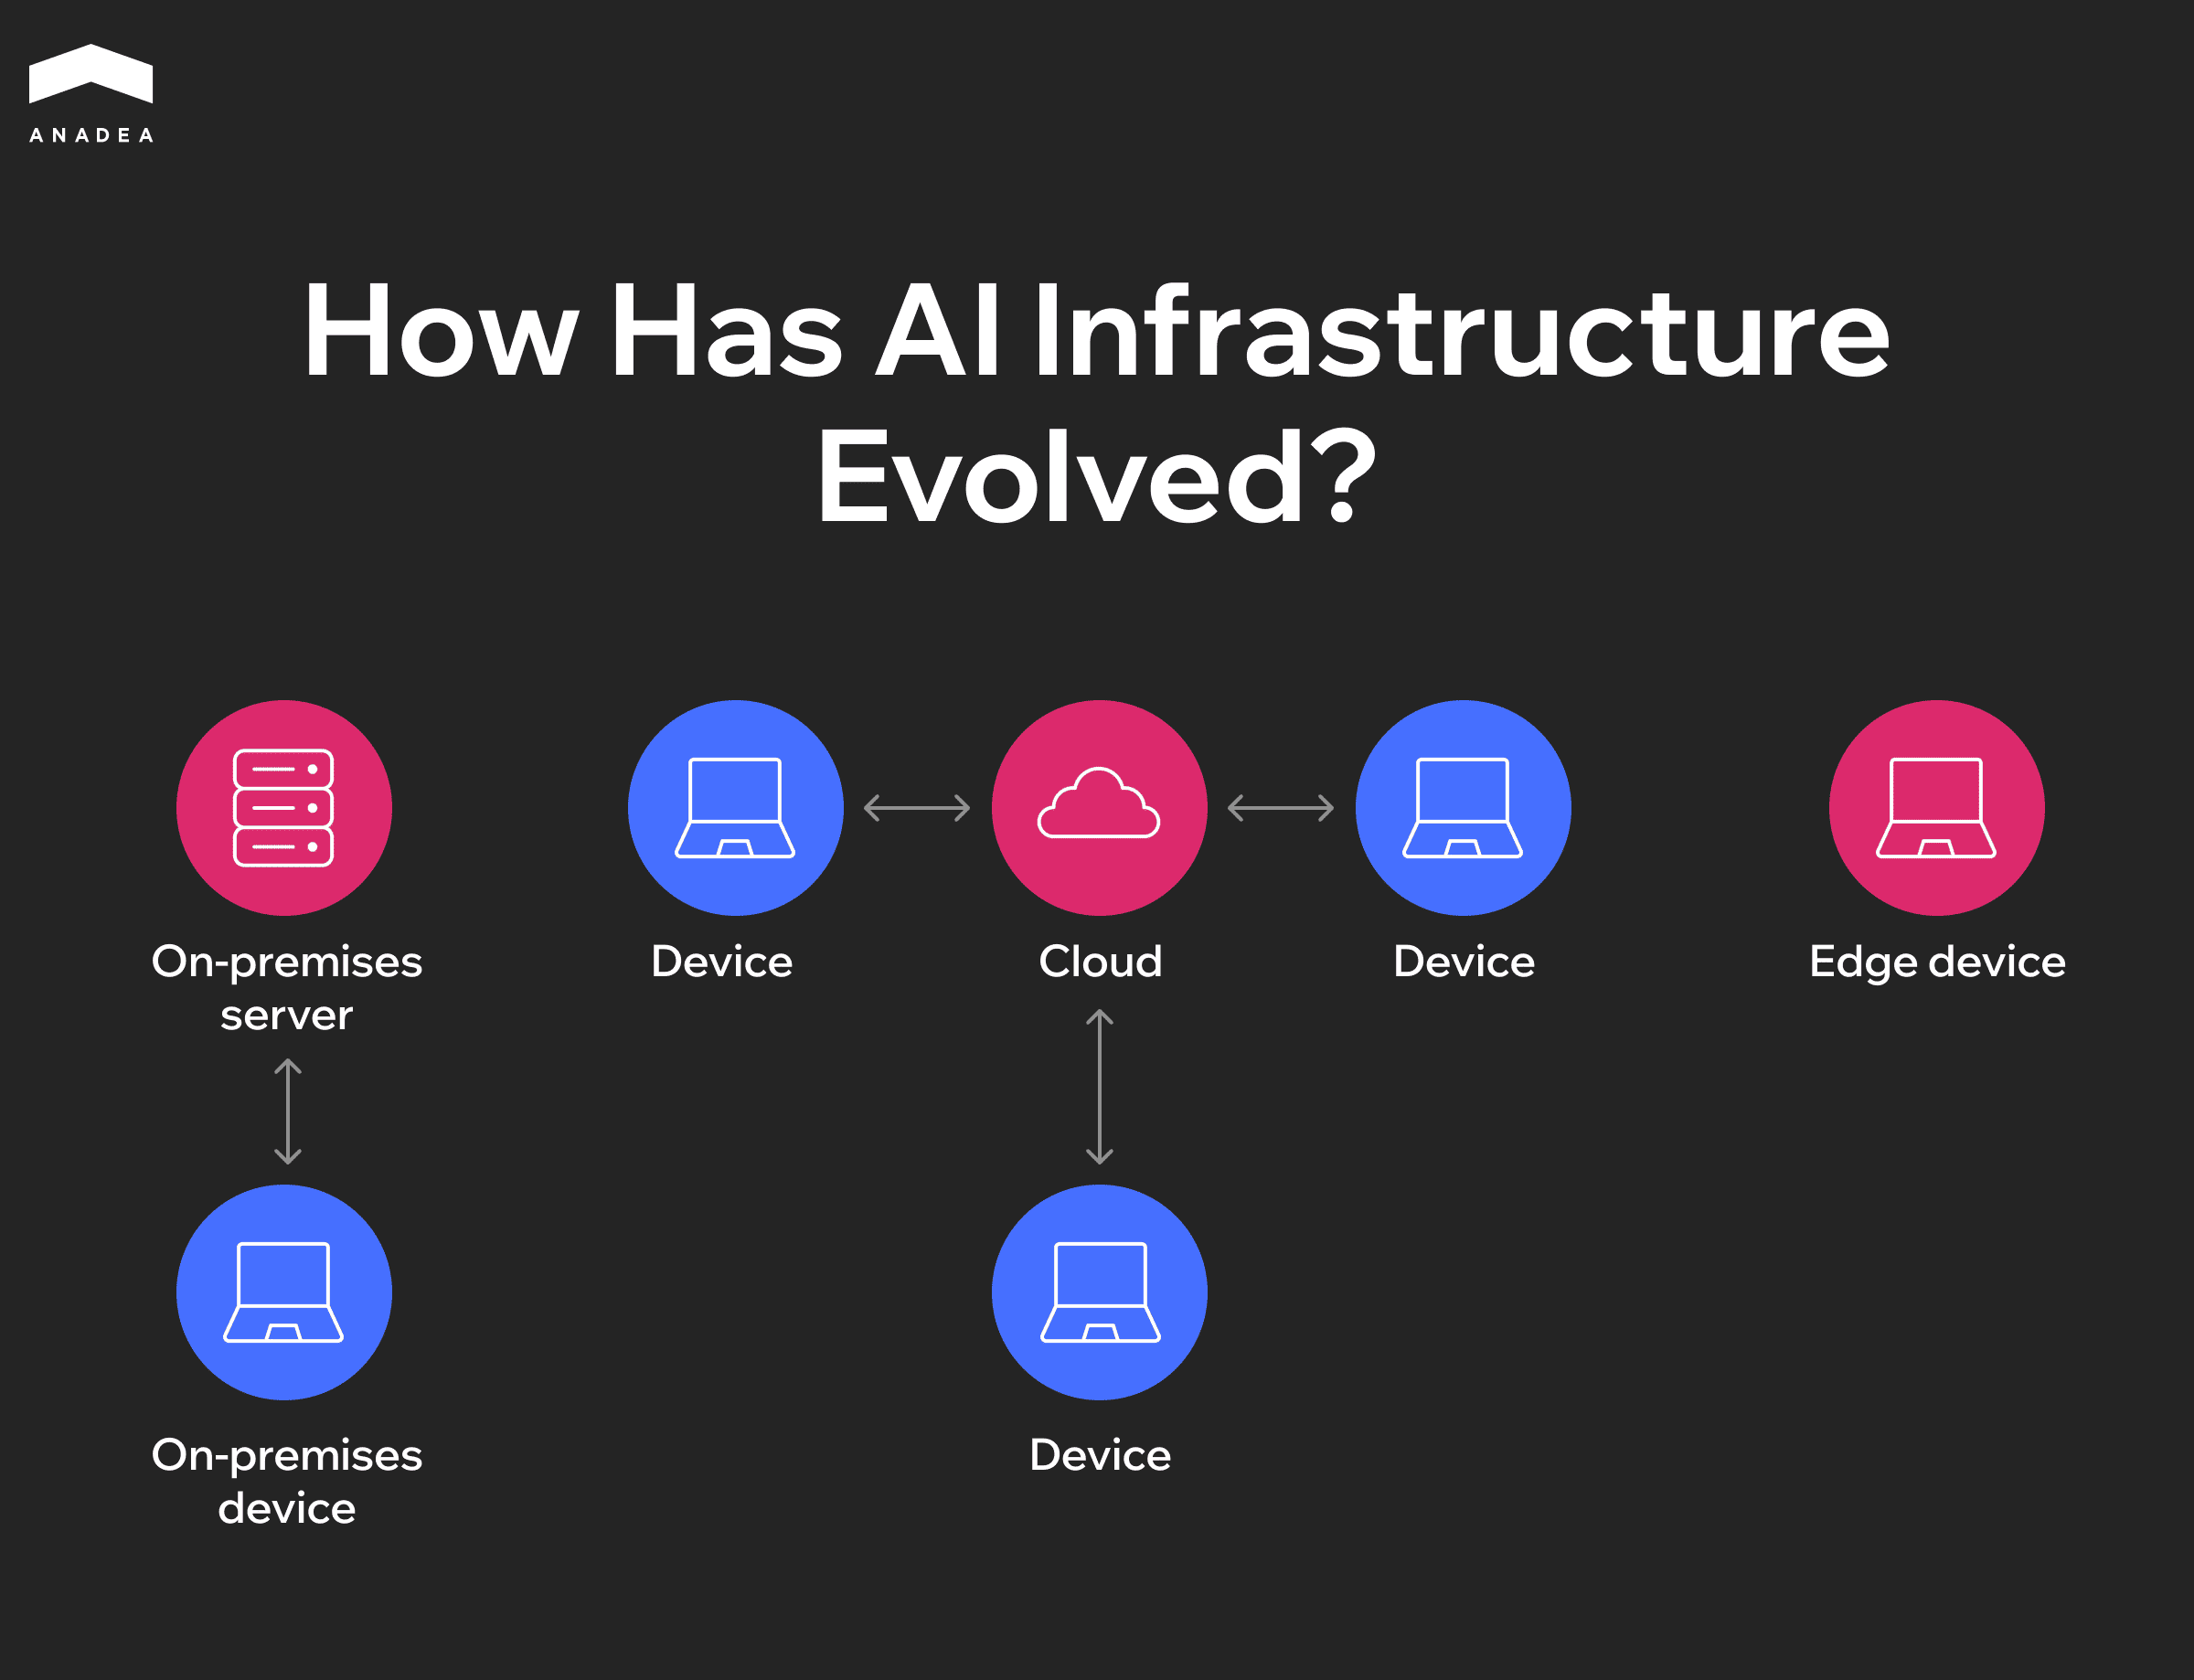 ANADEA
How Has AI Infrastructure
Evolved?
On-premises
server
Device
Cloud
Device
Edge device
On-premises
device
Device